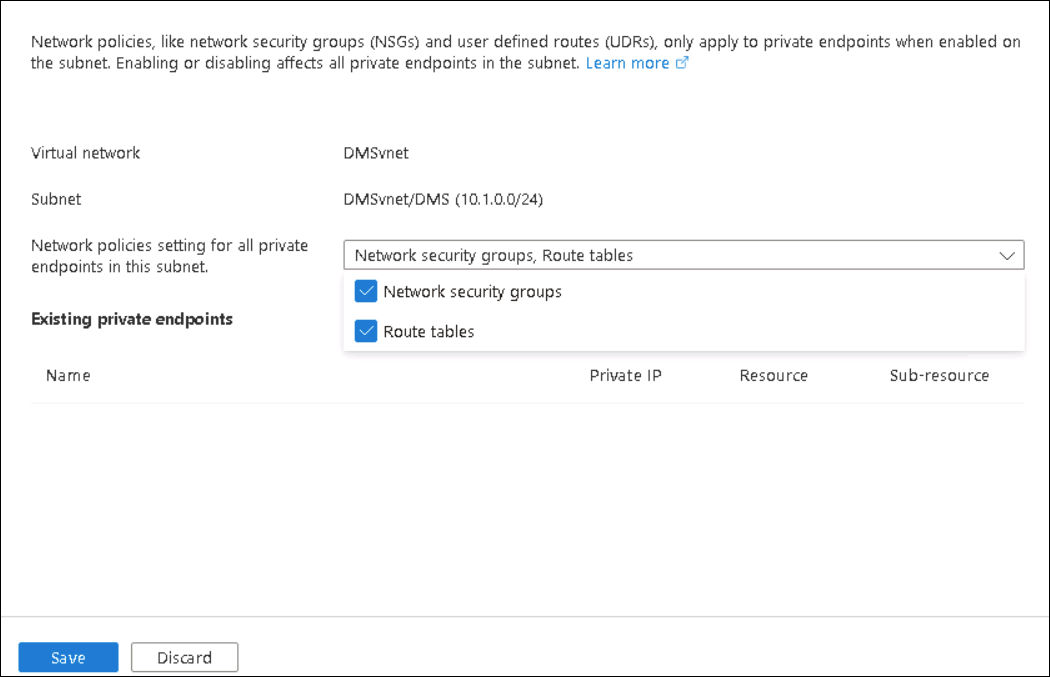 Network policies, like network security groups (NSGs) and user defined routes (UDRs), only apply to private endpoints when enabled on
the subnet. Enabling or disabling affects all private endpoints in the subnet. Learn more
Virtual network DMSvnet
Subnet DMSvnet/DMS (10.1.0.0/24)
Network policies setting for all private
endpoints in this subnet.
Network security groups, Route tables
Network security groups
Route tables
Existing private endpoints
Name Private IP Resource Sub-resource
Save Discard